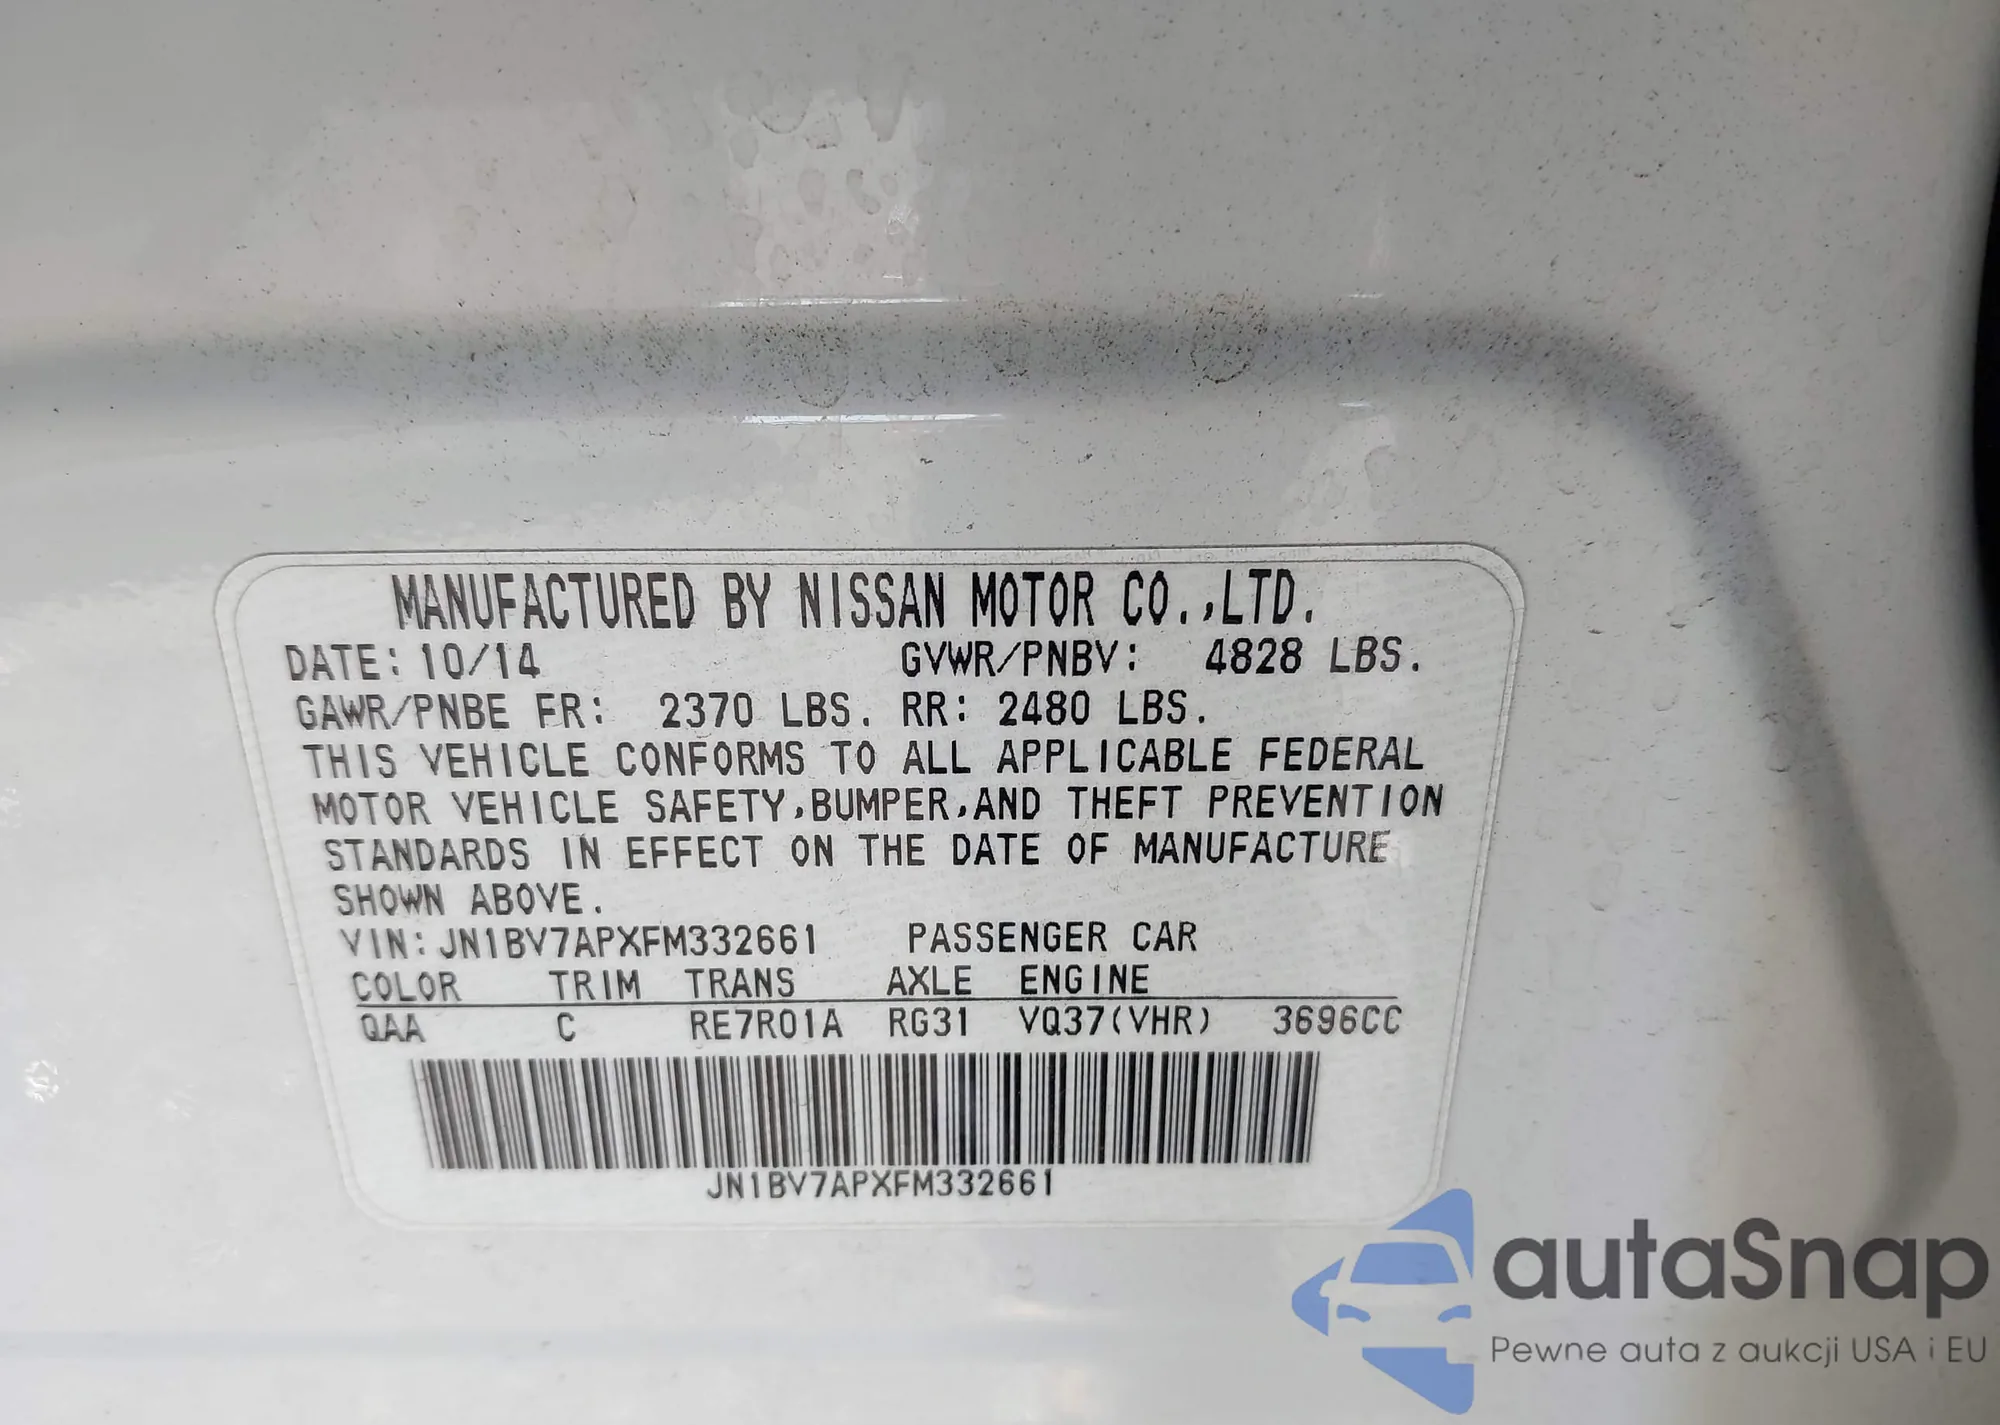 MANUFACTURED BY NISSAN MOTOR CO.,LTD.
DATE: 10/14 GVWR/PNBV: 4828 LBS.
GAWR/PNBE FR: 2370 LBS. RR: 2480 LBS.
THIS VEHICLE CONFORMS TO ALL APPLICABLE FEDERAL
MOTOR VEHICLE SAFETY,BUMPER,AND THEFT PREVENTION
STANDARDS IN EFFECT ON THE DATE OF MANUFACTURE
SHOWN ABOVE.
VIN: JN1BV7APXFM332661 PASSENGER CAR
COLOR TRIM TRANS AXLE ENGINE
QAA C RE7R01A RG31 VQ37(VHR) 3696CC
JN1BV7APXFM332661
autaSnap
Pewne auta z aukcji USA i EU